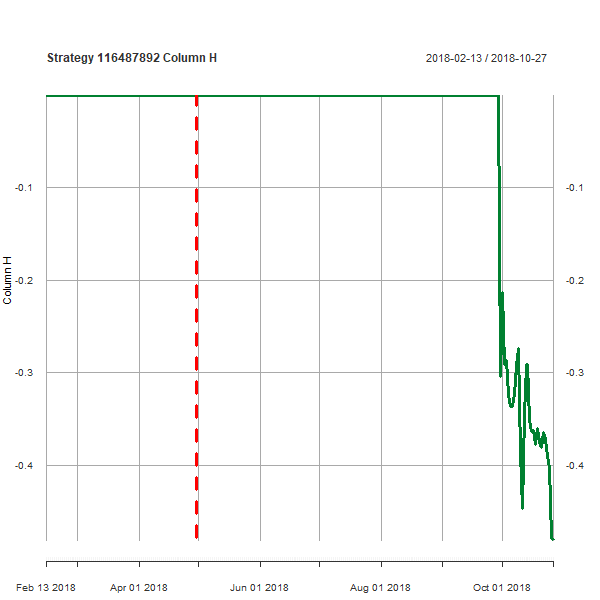 Strategy 116487892 Column H
2018-02-13 / 2018-10-27
-0.1
-0.1
-0.2
-0.2
Column H
-0.3
-0.3
-0.4
-0.4
Feb 13 2018
Apr 01 2018
Jun 01 2018
Aug 01 2018
Oct 01 2018